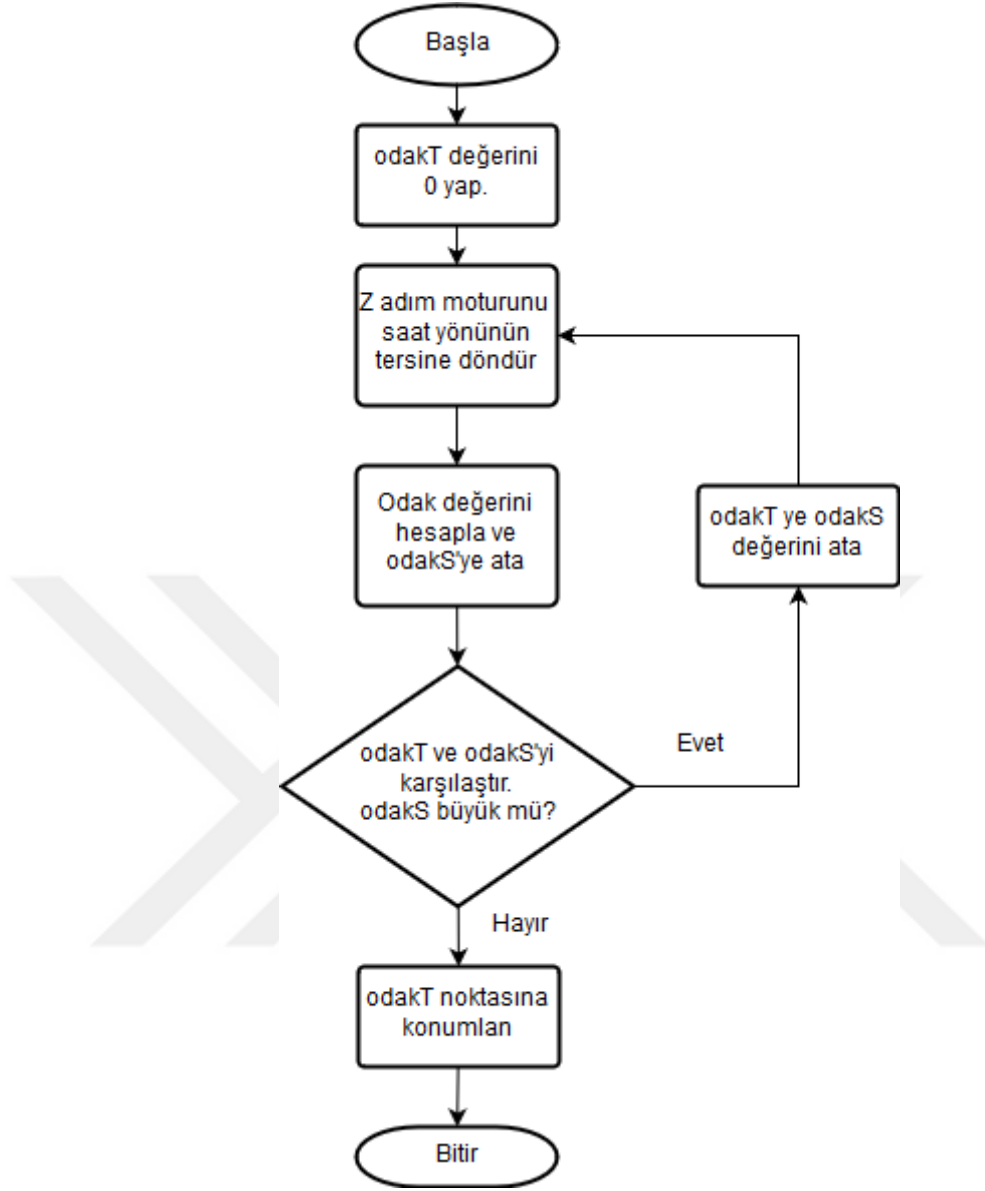 Başla
odakT değerini
0 yap.
Z adım moturunu
saat yönünün
tersine döndür
Odak değerini
hesapla ve
odakS'ye ata
odakT ye odakS
değerini ata
odakT ve odakS'yi
karşılaştır.
odakS büyük mü?
Evet
Hayır
odakT noktasına
konumlan
Bitir